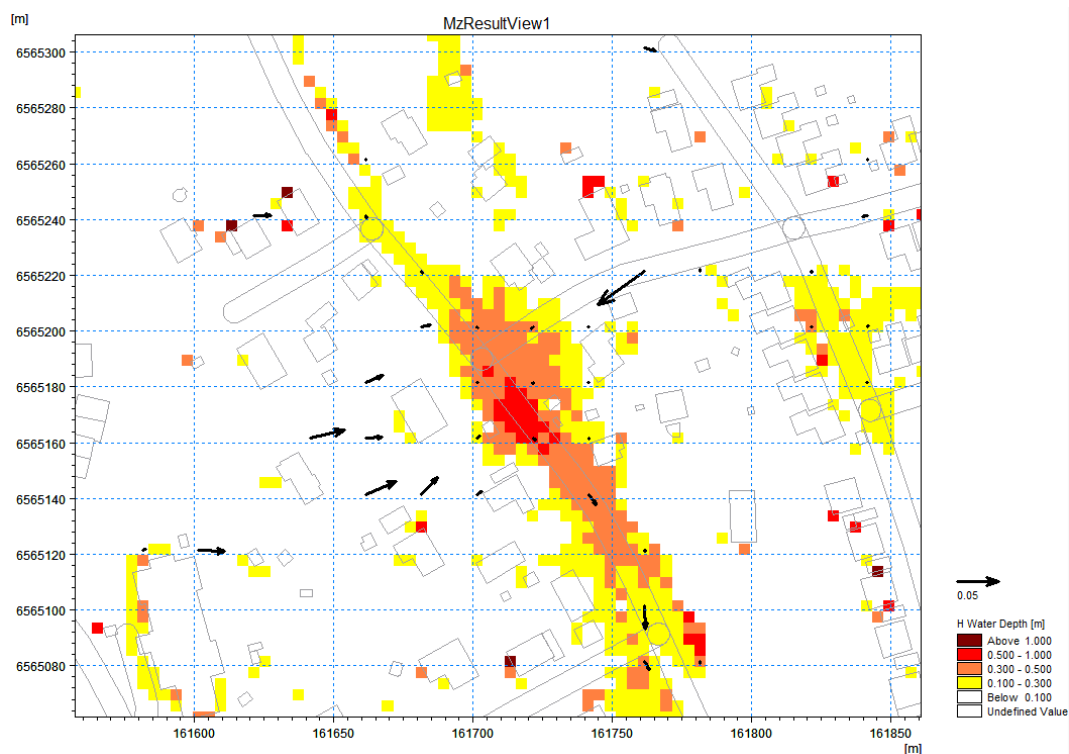 MzResultView1
[m]
6565300
6565280
6565260
6565240
6565220
6565200
6565180
6565160
6565140
6565120
6565100
6565080
161600
161650
161700
161750
161800
161850
[m]
0.05
H Water Depth [m]
Above 1.000
0.500 - 1.000
0.300 - 0.500
0.100 - 0.300
Below 0.100
Undefined Value